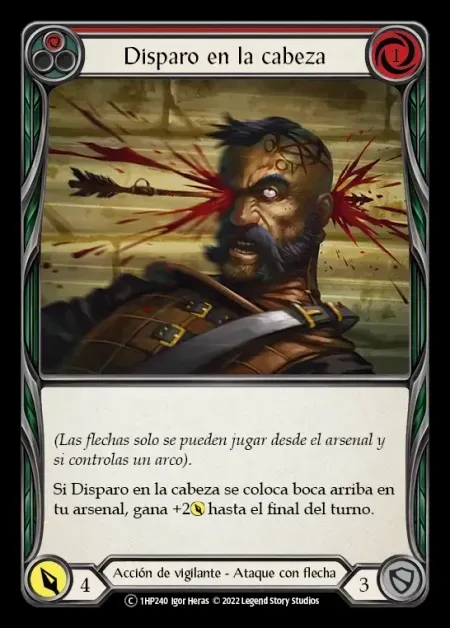 1
Disparo en la cabeza
(Las flechas solo se pueden jugar desde el arsenal y
si controlas un arco).
Si Disparo en la cabeza se coloca boca arriba en
tu arsenal, gana +2 hasta el final del turno.
4
Acción de vigilante - Ataque con flecha
3
C 1HP240 Igor Heras © 2022 Legend Story Studios